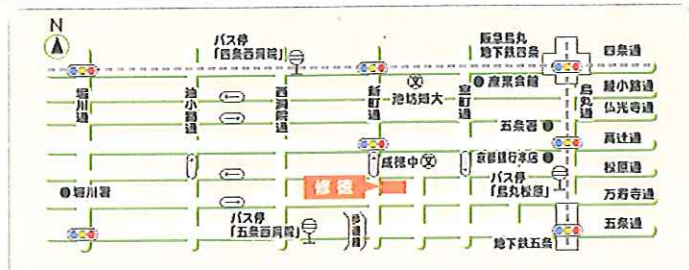 N
バス停
「四条西洞院」
阪急烏丸
地下鉄四条
四条通
産業会館
綾小路通
池坊短大
仏光寺通
堀川通
油小路通
西洞院通
新町通
室町通
烏丸通
五条署
高辻通
成徳中
京都銀行本店
松原通
バス停
「烏丸松原」
修徳
堀川署
万寿寺通
バス停
「五条西洞院」
歩道橋
五条通
地下鉄五条